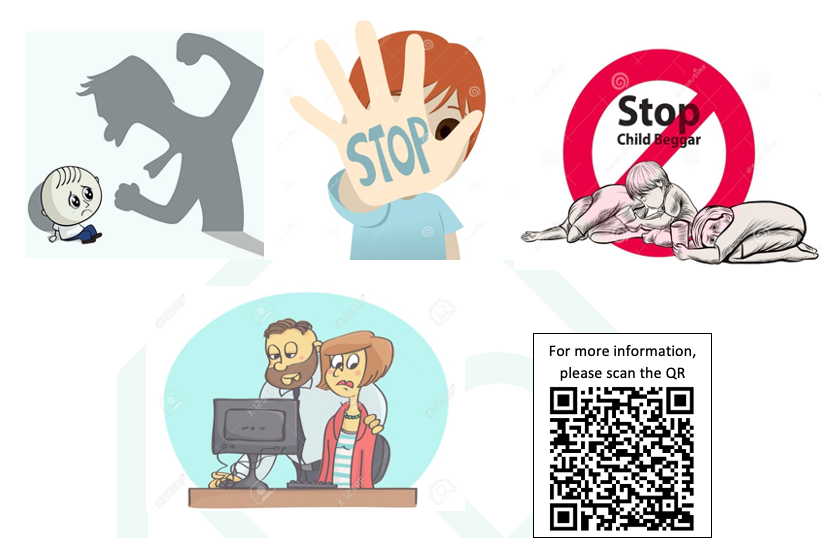 STOP
Stop
Child Beggar
For more information,
please scan the QR